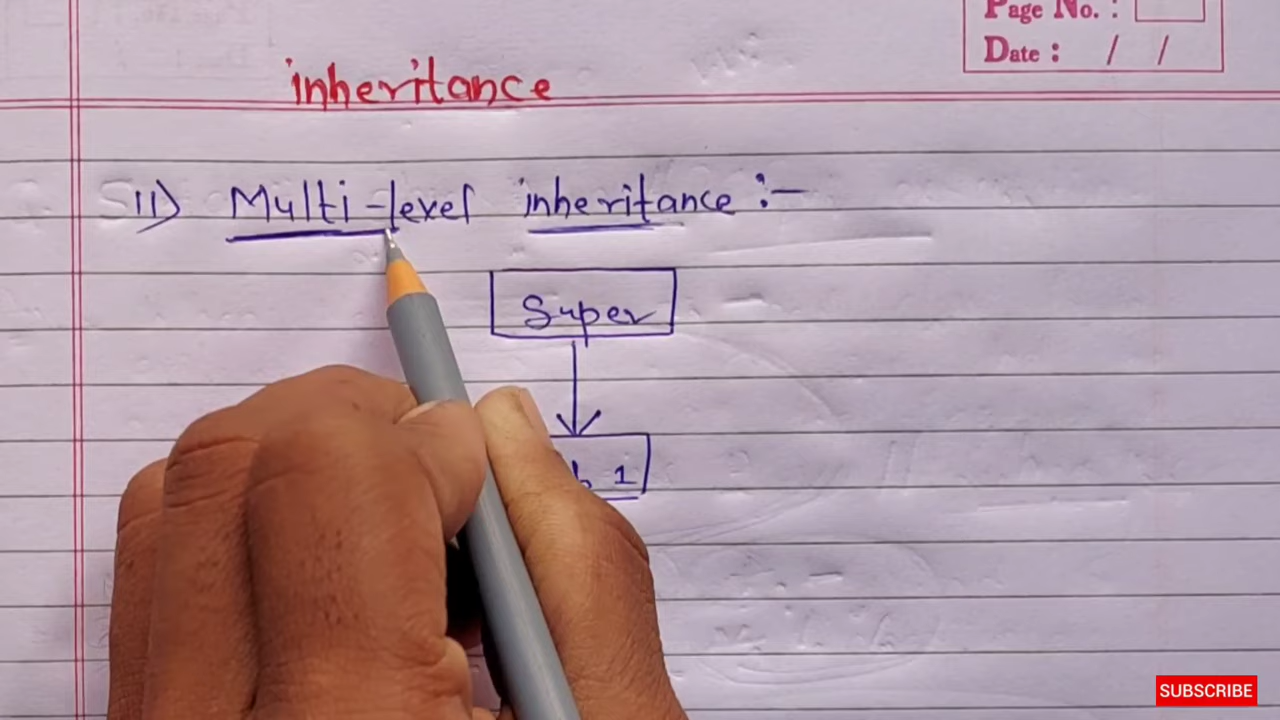 Page No. :
Date : / /
inheritance
ii) Multi-level inheritance :-
Super
1
SUBSCRIBE